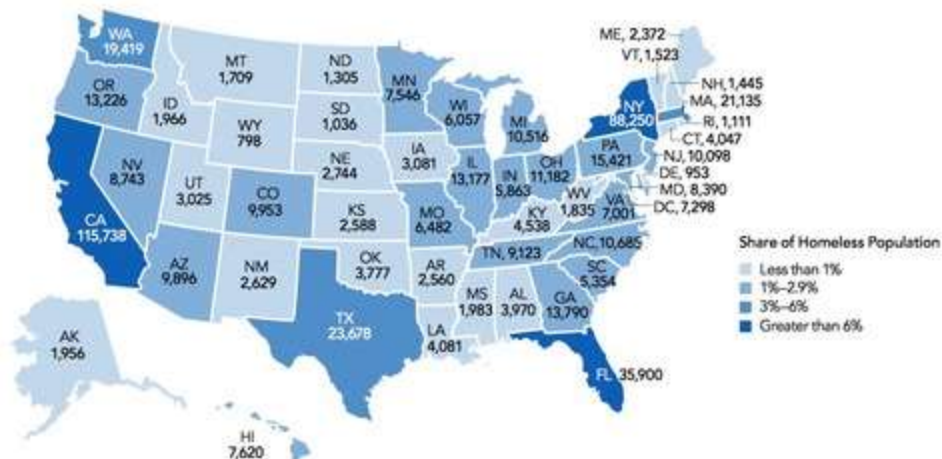 WA
19,419
MT
1,709
ND
1,305
MN
7,546
ME, 2,372
VT, 1,523
NH, 1,445
MA, 21,135
RI, 1,111
CT, 4,047
NJ, 10,098
DE, 953
MD, 8,390
DC, 7,298
OR
13,226
ID
1,966
WY
798
SD
1,036
WI
6,057
MI
10,516
NY
88,250
PA
15,421
NV
8,743
UT
3,025
CO
9,953
NE
2,744
IA
3,081
IL
13,177
IN
5,863
OH
11,182
WV
1,835
VA
7,001
CA
115,738
KS
2,588
MO
6,482
KY
4,538
AZ
9,896
NM
2,629
OK
3,777
AR
2,560
TN, 9,123
NC, 10,685
SC
5,354
MS
1,983
AL
3,970
GA
13,790
TX
23,678
LA
4,081
FL 35,900
AK
1,956
HI
7,620
Share of Homeless Population
Less than 1%
1%–2.9%
3%–6%
Greater than 6%